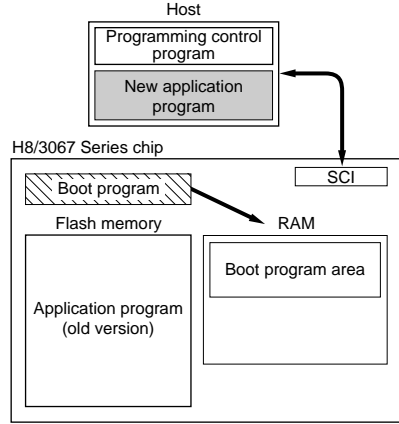 Host
Programming control
program
New application
program
H8/3067 Series chip
SCI
Boot program
Flash memory
RAM
Boot program area
Application program
(old version)